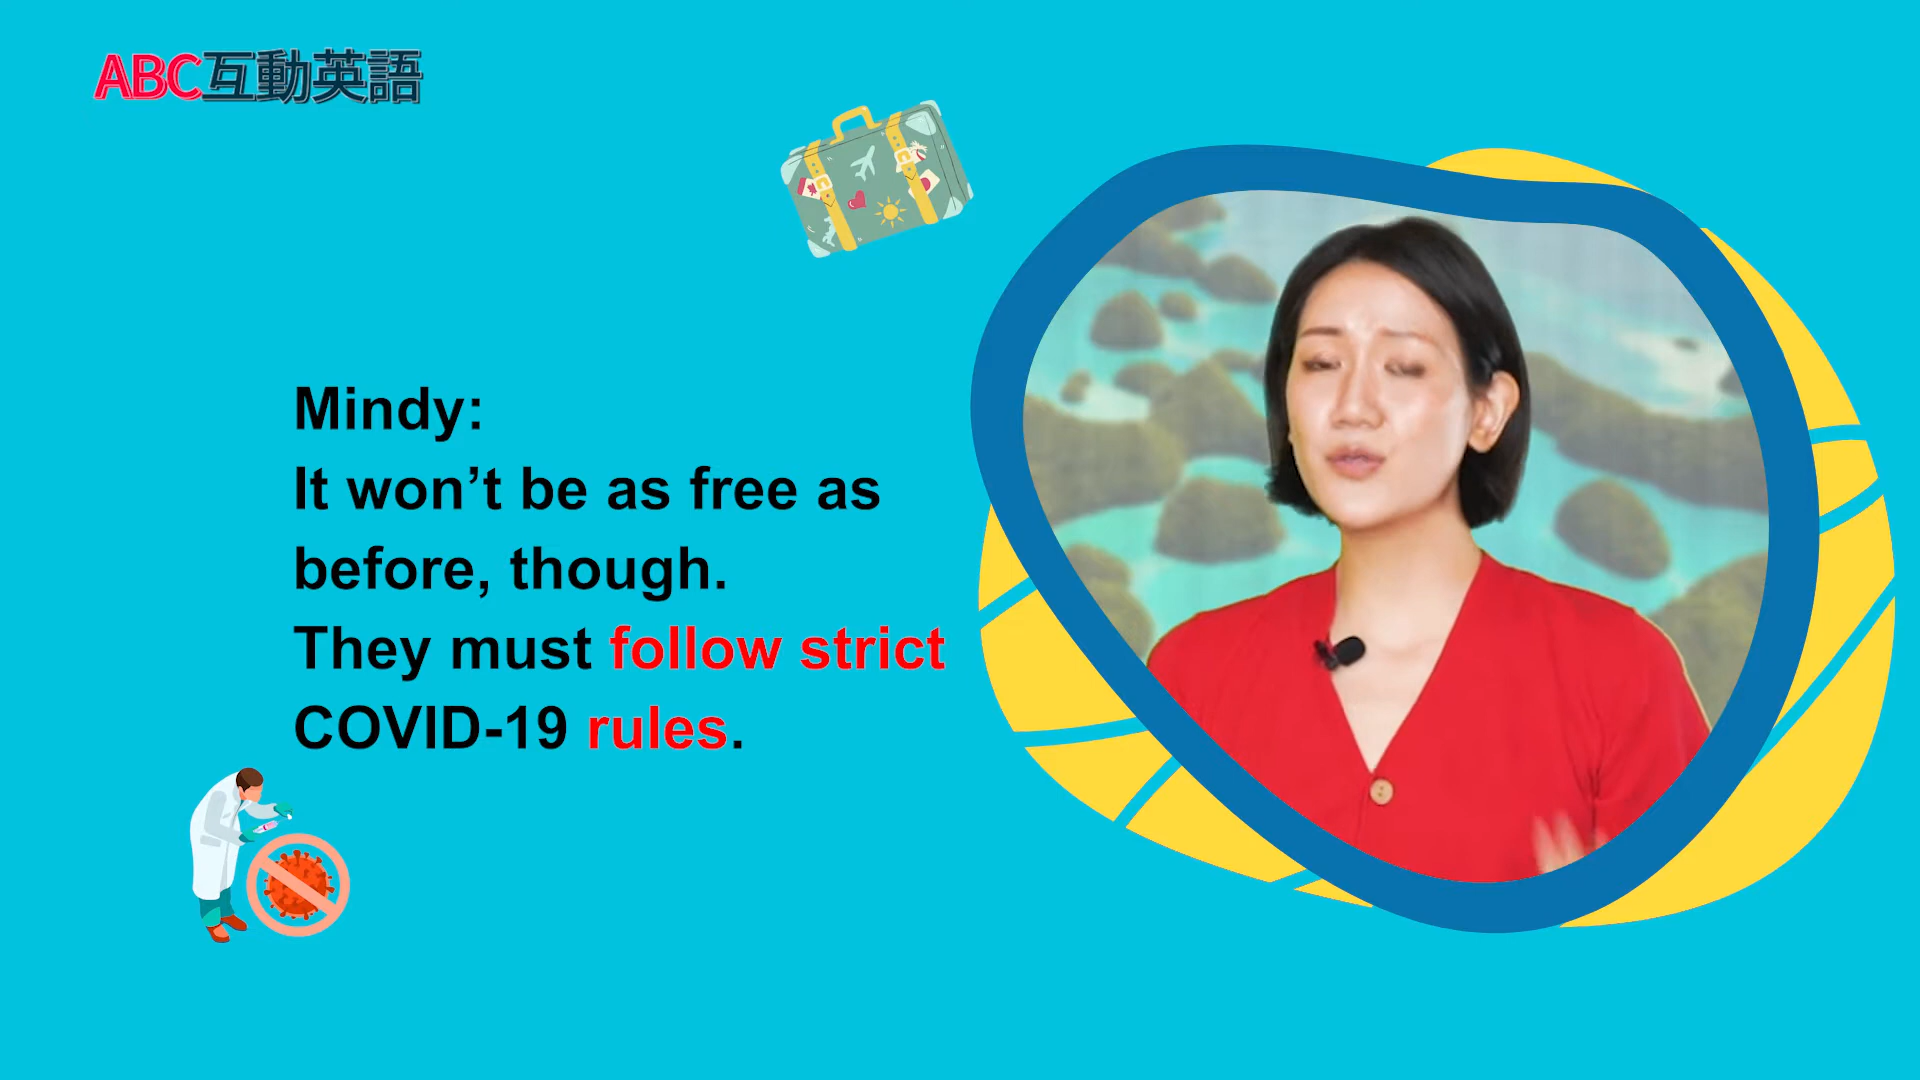 ABC互動英語
Mindy:
It won’t be as free as
before, though.
They must follow strict
COVID-19 rules.